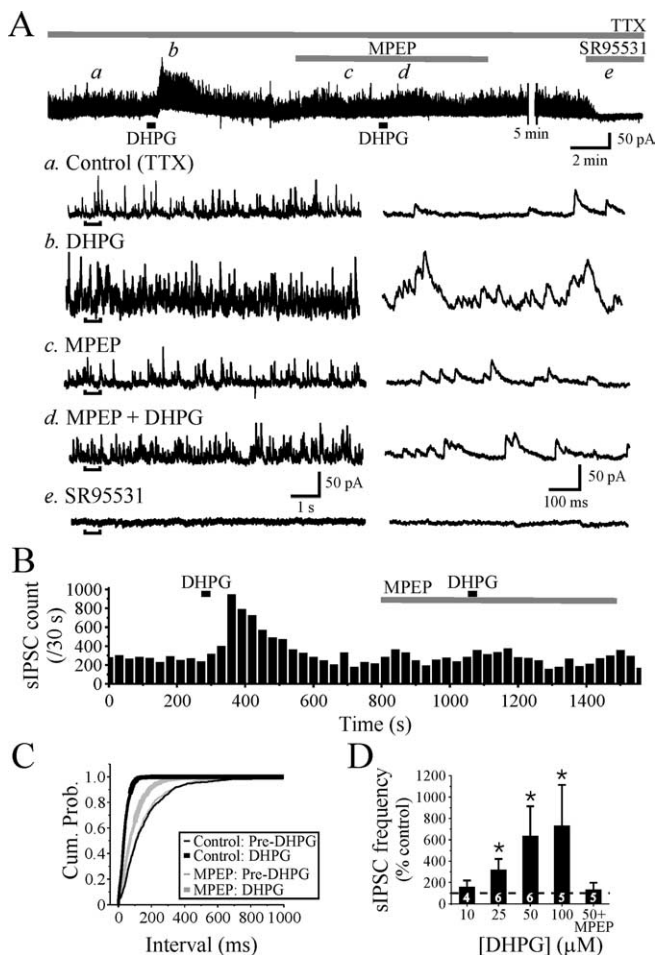 A
TTX
MPEP
SR95531
a
b
c
d
e
DHPG
DHPG
5 min
50 pA
2 min
a. Control (TTX)
b. DHPG
c. MPEP
d. MPEP + DHPG
50 pA
1 s
50 pA
100 ms
e. SR95531
B
DHPG
MPEP
DHPG
sIPSC count
(/30 s)
1000
800
600
400
200
0
0 200 400 600 800 1000 1200 1400
Time (s)
C
Cum. Prob.
1.0
0.8
0.6
0.4
0.2
0.0
Control: Pre-DHPG
Control: DHPG
MPEP: Pre-DHPG
MPEP: DHPG
0 200 400 600 800 1000
Interval (ms)
D
sIPSC frequency
(% control)
1200
1000
800
600
400
200
0
* * *
4 6 6 5 5
10 25 50 100 50+
MPEP
[DHPG] (μM)